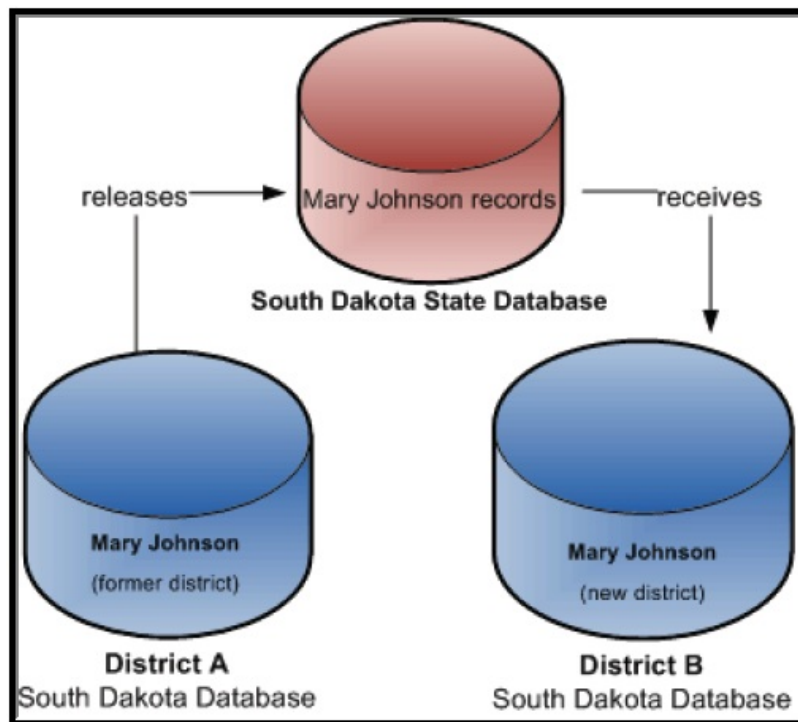 releases
Mary Johnson records
receives
South Dakota State Database
Mary Johnson
(former district)
District A
South Dakota Database
Mary Johnson
(new district)
District B
South Dakota Database